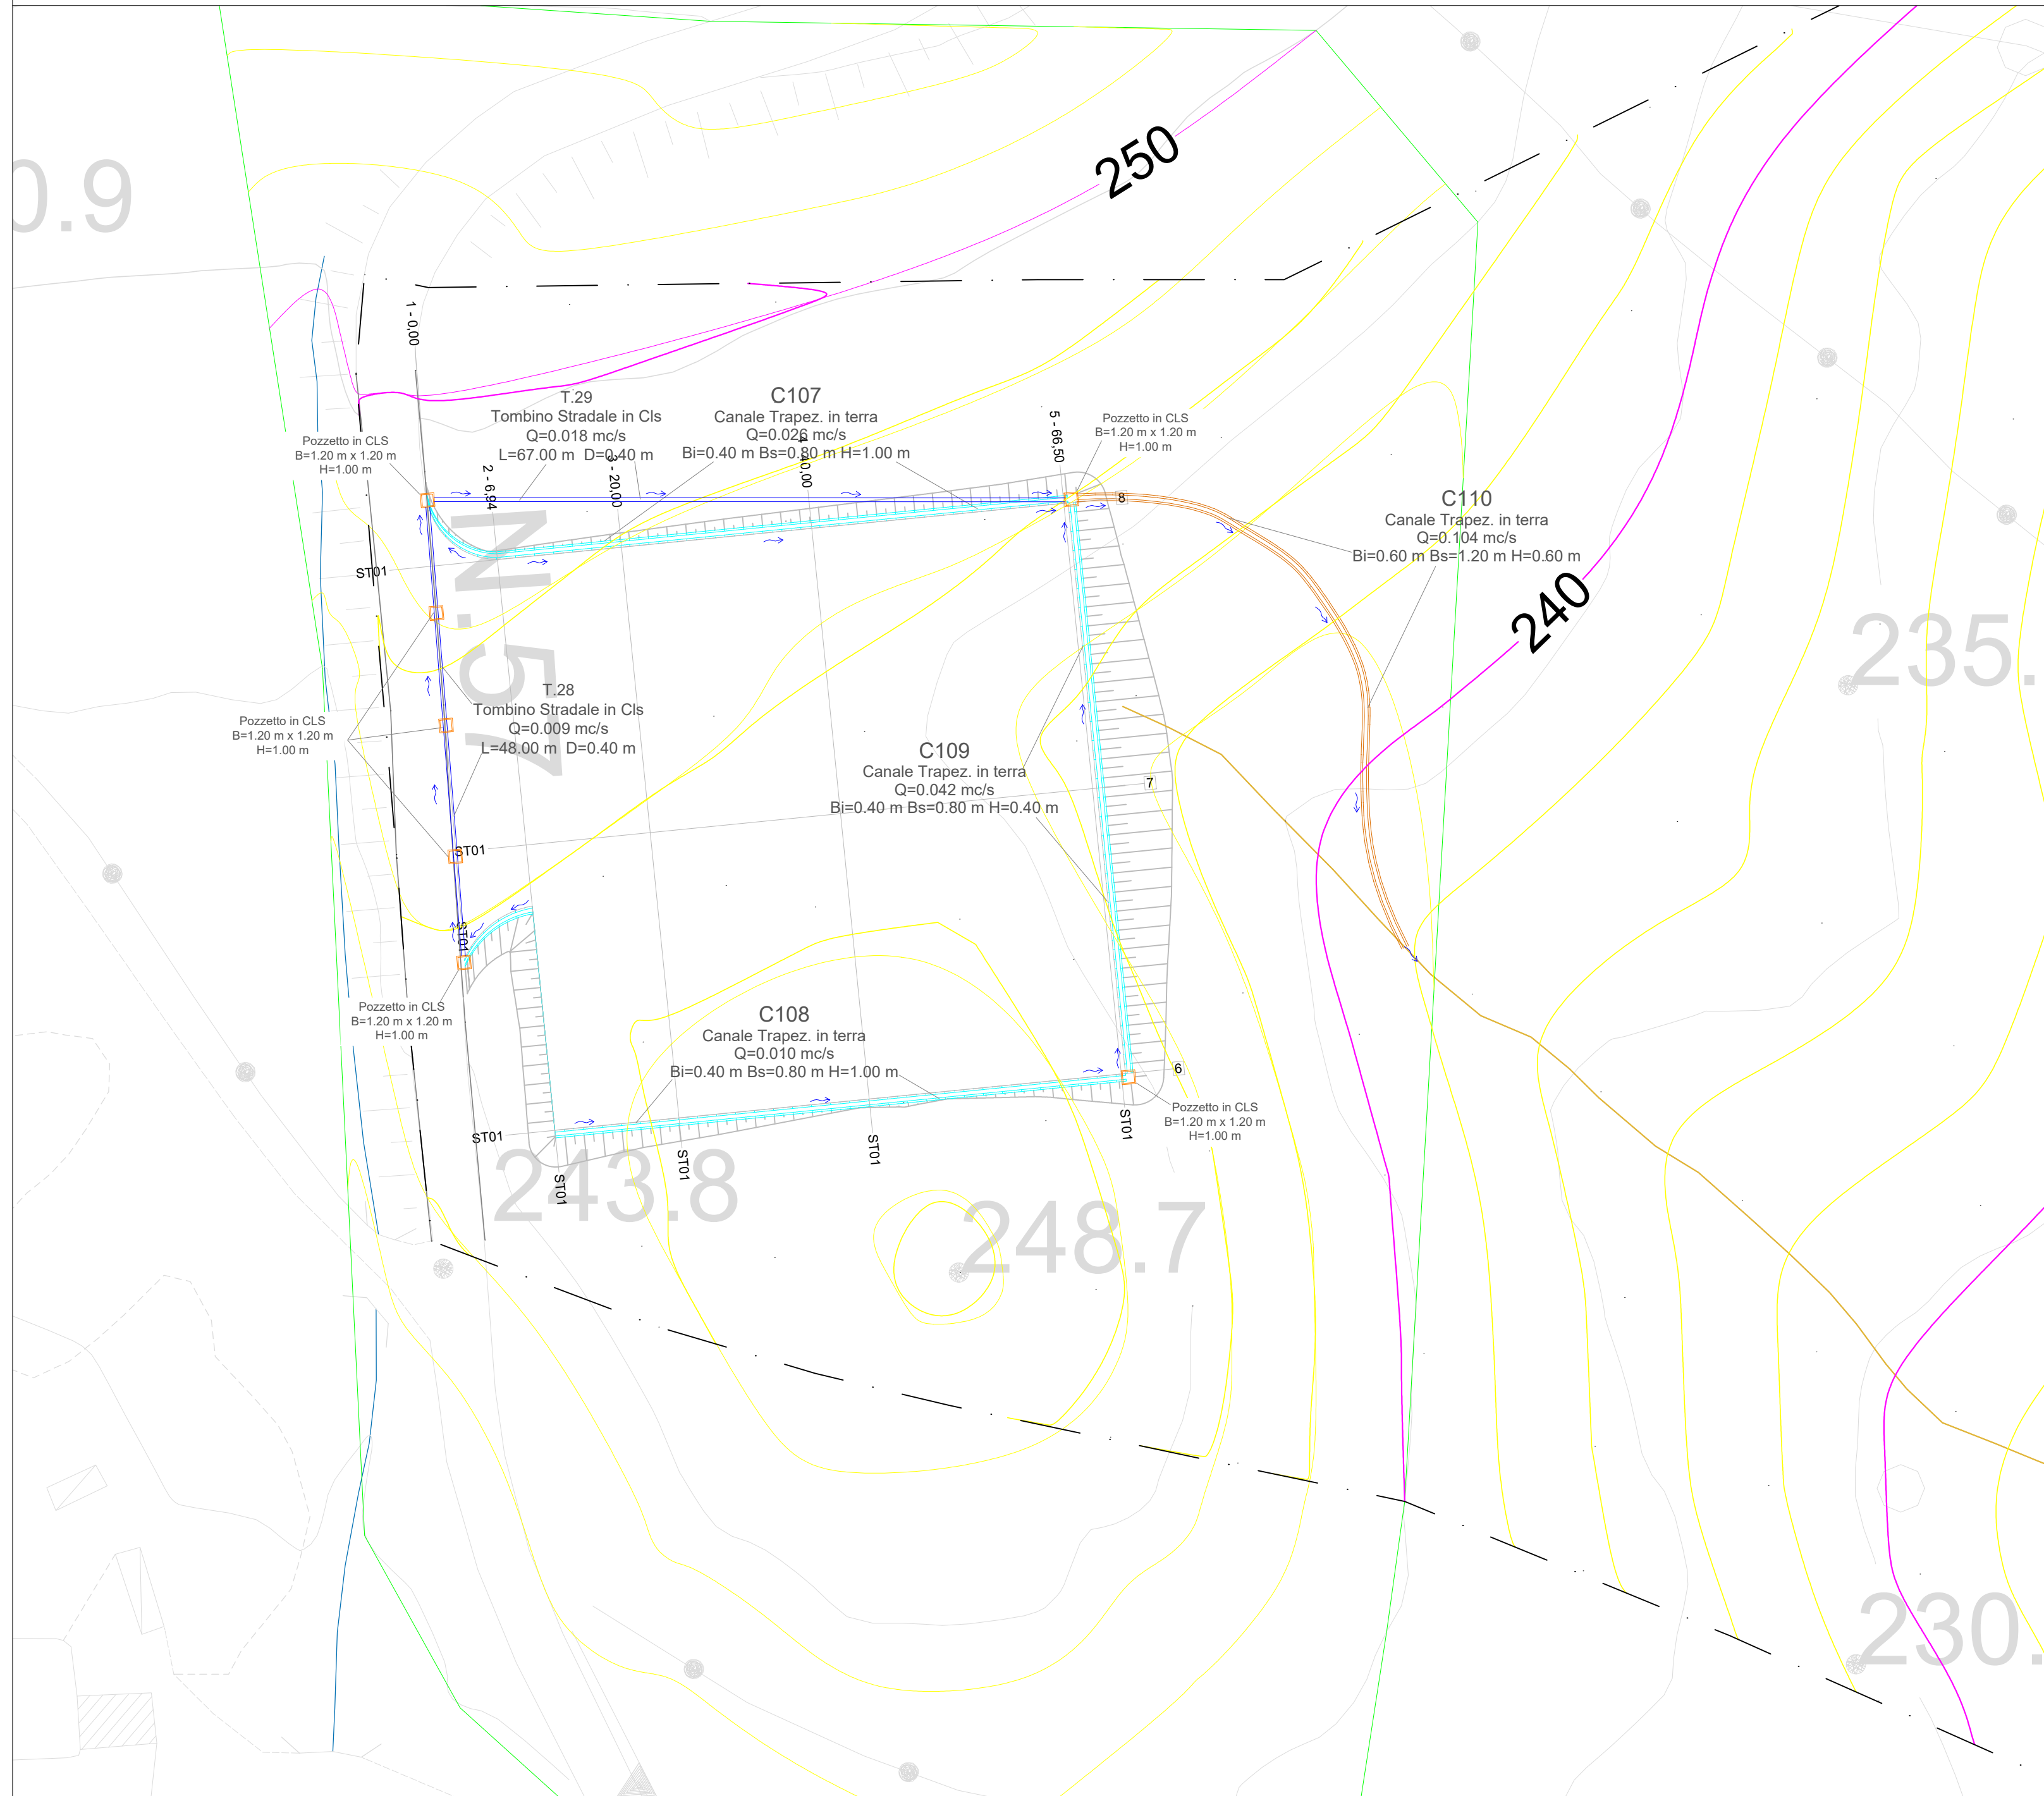 250
0.9
1 - 0,00
T.29
Tombino Stradale in Cls
Q=0.018 mc/s
L=67.00 m D=0.40 m
C107
Canale Trapez. in terra
Q=0.026 mc/s
Bi=0.40 m Bs=0.80 m H=1.00 m
Pozzetto in CLS
B=1.20 m x 1.20 m
H=1.00 m
Pozzetto in CLS
B=1.20 m x 1.20 m
H=1.00 m
2 - 6,94
3 - 20,00
4 - 40,00
5 - 66,50
8
C110
Canale Trapez. in terra
Q=0.104 mc/s
Bi=0.60 m Bs=1.20 m H=0.60 m
ST01
N.57
240
235.
T.28
Tombino Stradale in Cls
Q=0.009 mc/s
L=48.00 m D=0.40 m
Pozzetto in CLS
B=1.20 m x 1.20 m
H=1.00 m
C109
Canale Trapez. in terra
Q=0.042 mc/s
Bi=0.40 m Bs=0.80 m H=0.40 m
7
ST01
ST01
Pozzetto in CLS
B=1.20 m x 1.20 m
H=1.00 m
C108
Canale Trapez. in terra
Q=0.010 mc/s
Bi=0.40 m Bs=0.80 m H=1.00 m
6
Pozzetto in CLS
B=1.20 m x 1.20 m
H=1.00 m
ST01
ST01
ST01
ST01
ST01
243.8
248.7
230.